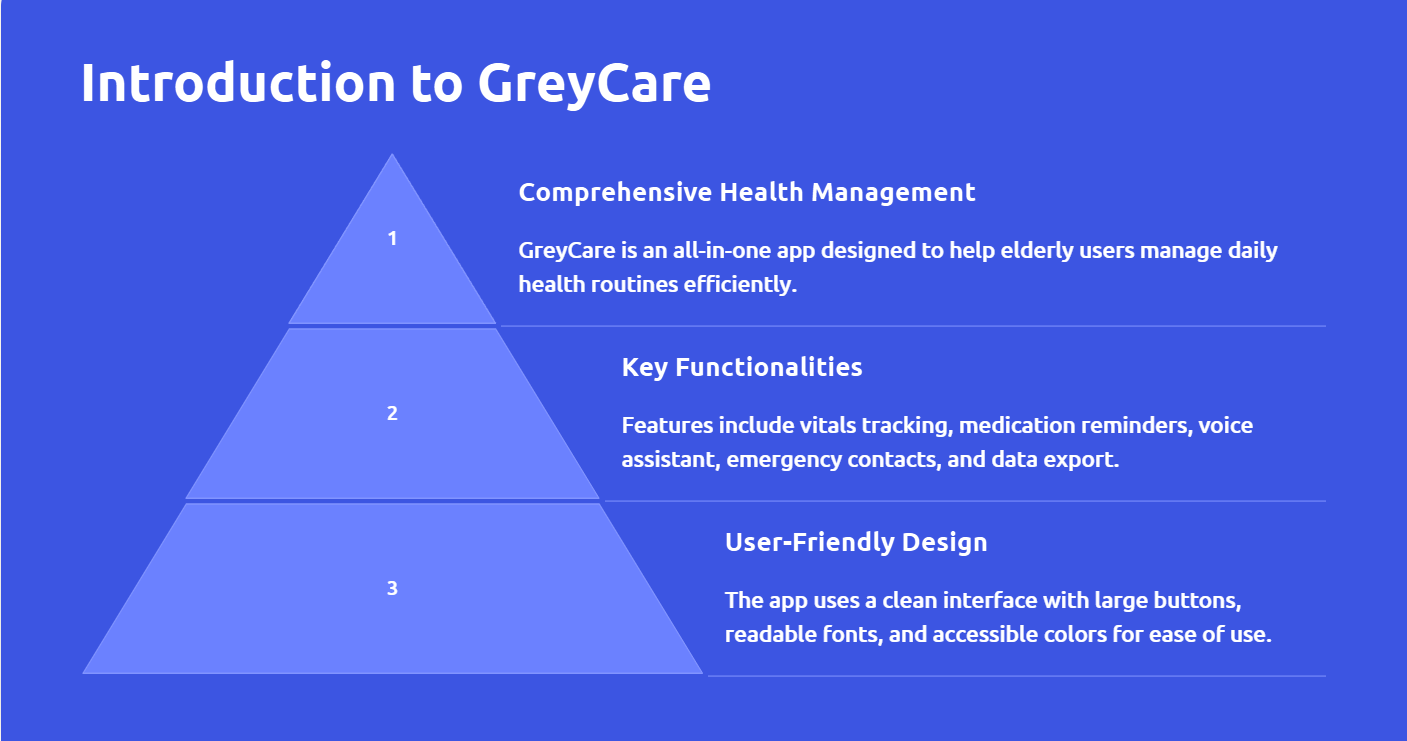 Introduction to GreyCare
1
Comprehensive Health Management
GreyCare is an all-in-one app designed to help elderly users manage daily
health routines efficiently.
2
Key Functionalities
Features include vitals tracking, medication reminders, voice
assistant, emergency contacts, and data export.
3
User-Friendly Design
The app uses a clean interface with large buttons,
readable fonts, and accessible colors for ease of use.